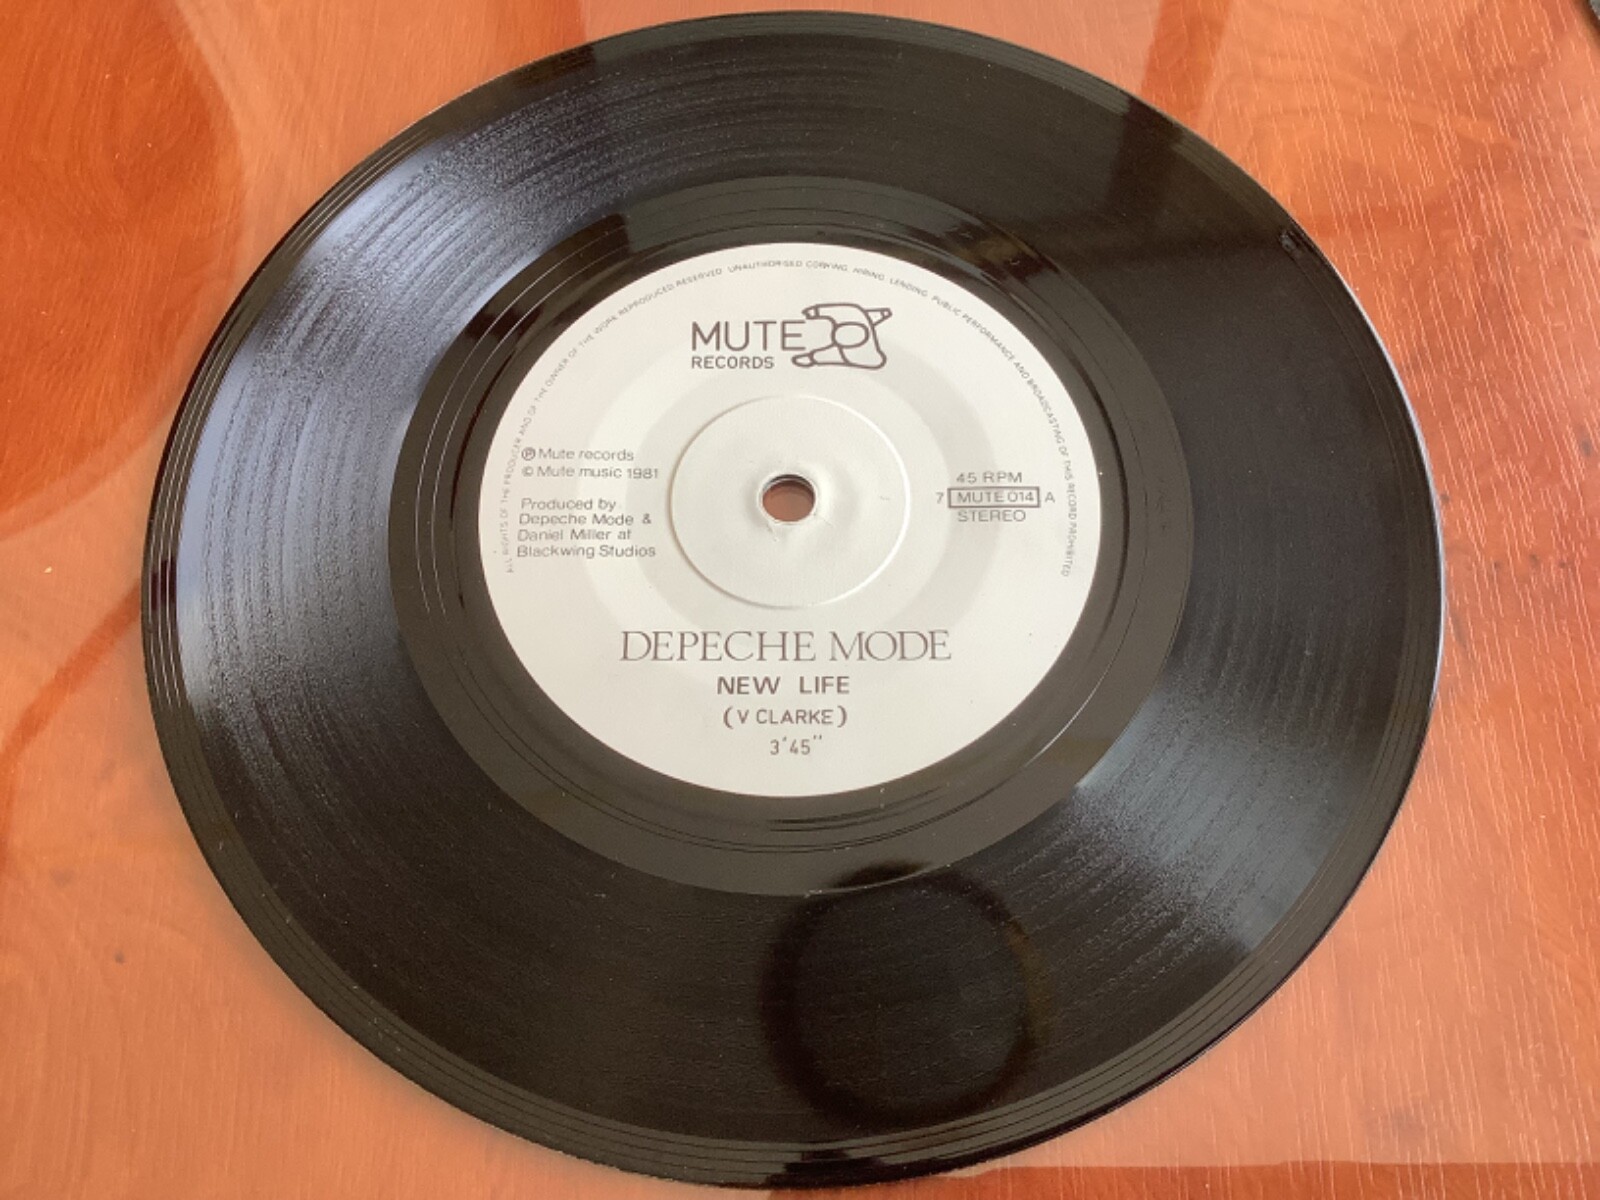 ALL RIGHTS OF THE PRODUCER AND OF THE OWNER OF THE WORK REPRODUCED RESERVED UNAUTHORISED COPYING, HIRING, LENDING, PUBLIC PERFORMANCE AND BROADCASTING OF THIS RECORD PROHIBITED
MUTE
RECORDS
℗ Mute records
© Mute music 1981
Produced by
Depeche Mode &
Daniel Miller at
Blackwing Studios
45 RPM
7 MUTE 014 A
STEREO
DEPECHE MODE
NEW LIFE
(V CLARKE)
3'45"